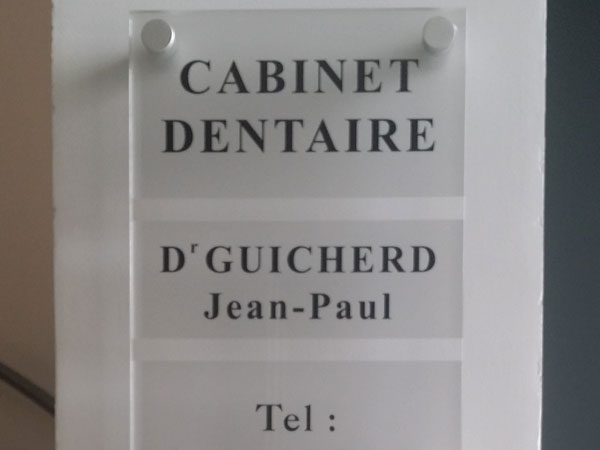 CABINET
DENTAIRE
Dʳ GUICHERD
Jean-Paul
Tel :